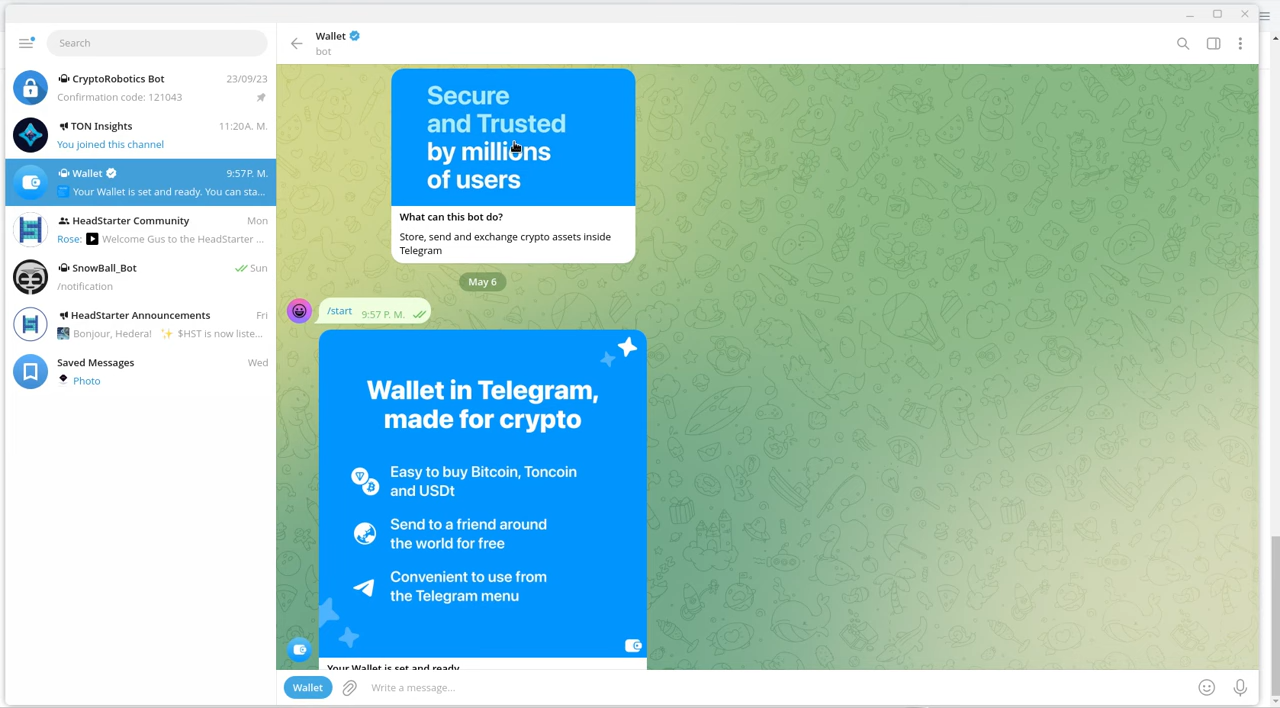 Search
CryptoRobotics Bot 23/09/23
Confirmation code: 121043
TON Insights 11:20A. M.
You joined this channel
Wallet 9:57P. M.
Your Wallet is set and ready. You can sta...
HeadStarter Community Mon
Rose: Welcome Gus to the HeadStarter ...
SnowBall_Bot Sun
/notification
HeadStarter Announcements Fri
Bonjour, Hedera! ✨ $HST is now liste...
Saved Messages Wed
Photo
Wallet
bot
Secure
and Trusted
by millions
of users
What can this bot do?
Store, send and exchange crypto assets inside
Telegram
May 6
/start 9:57 P. M.
Wallet in Telegram,
made for crypto
Easy to buy Bitcoin, Toncoin
and USDt
Send to a friend around
the world for free
Convenient to use from
the Telegram menu
Your Wallet is set and ready
Wallet Write a message...